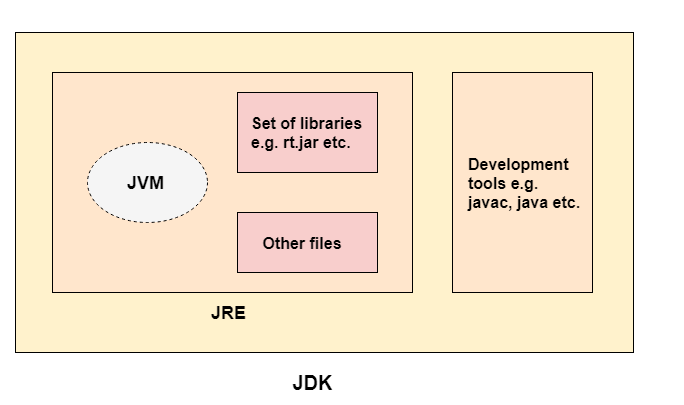 Set of libraries
e.g. rt.jar etc.
JVM
Other files
Development
tools e.g.
javac, java etc.
JRE
JDK